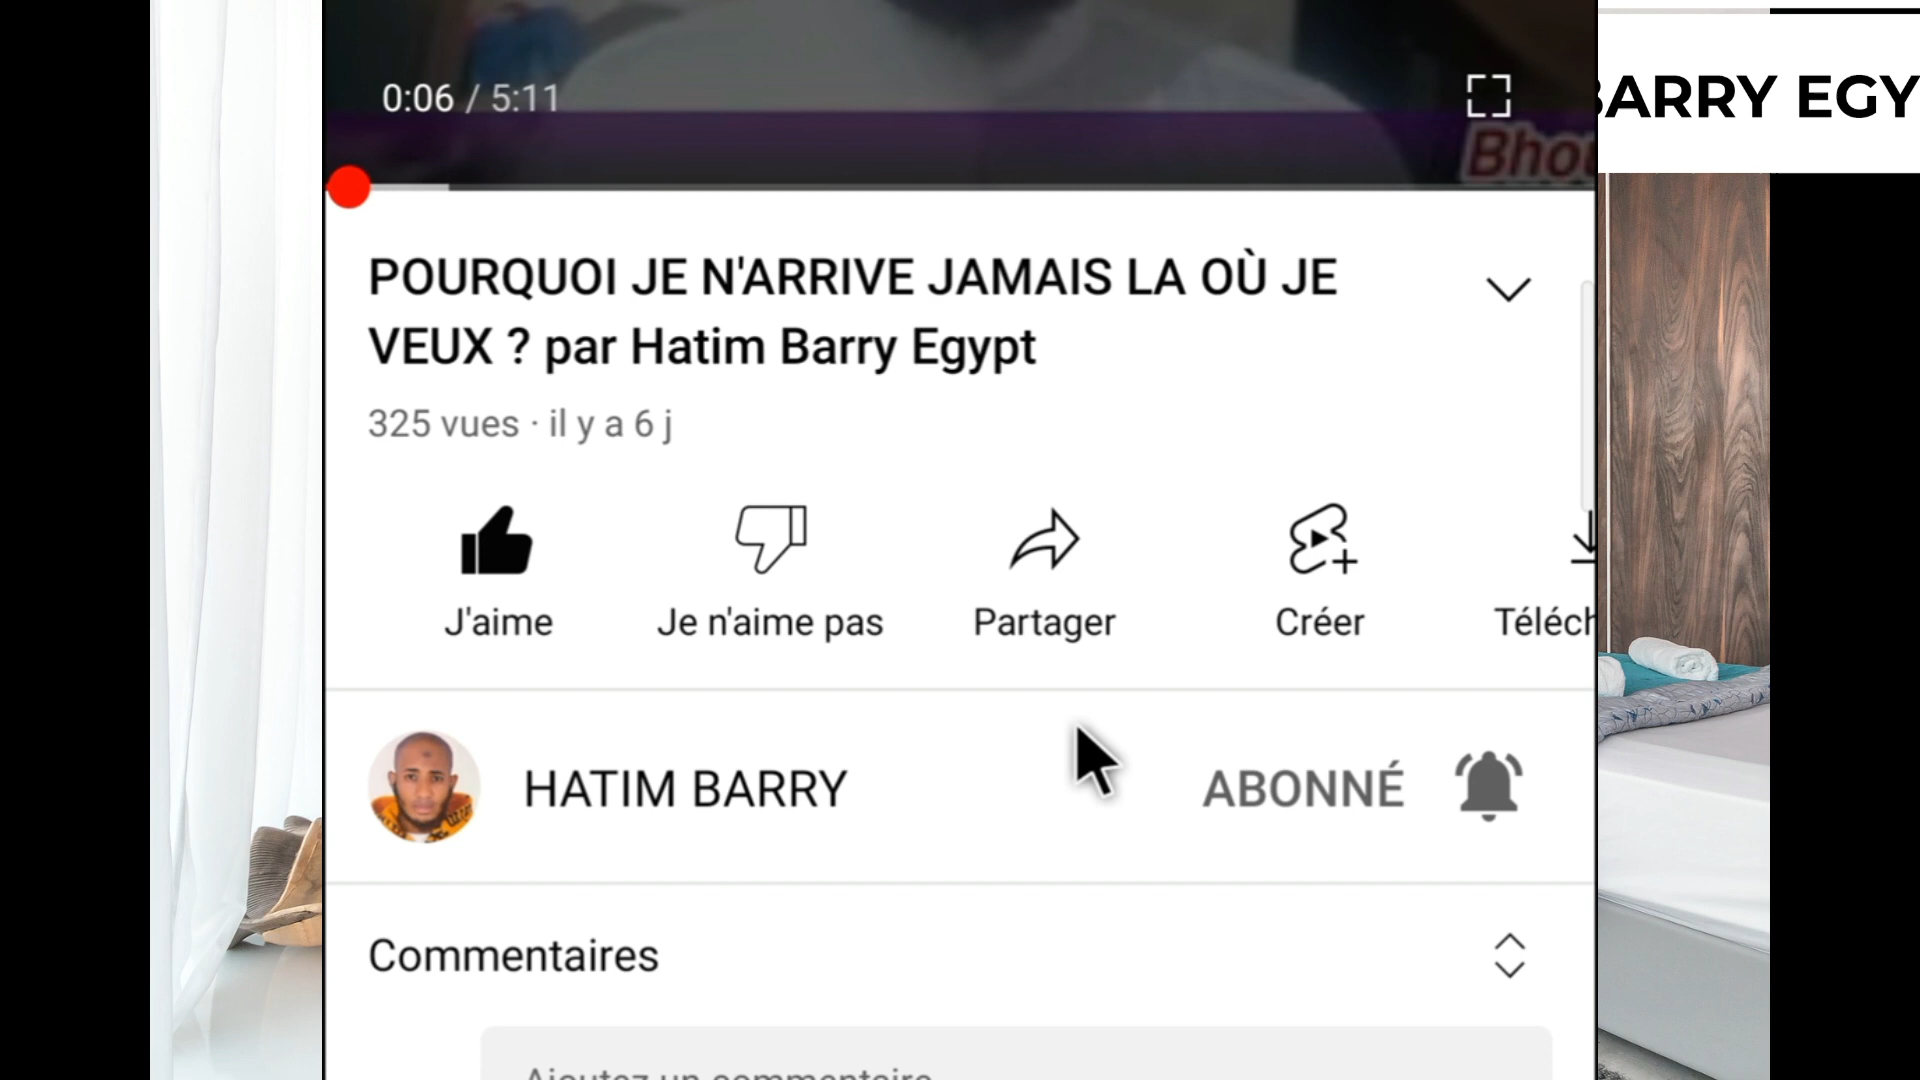 0:06 / 5:11
BARRY EGY
POURQUOI JE N'ARRIVE JAMAIS LA OÙ JE
VEUX ? par Hatim Barry Egypt
325 vues · il y a 6 j
J'aime
Je n'aime pas
Partager
Créer
Téléch
HATIM BARRY
ABONNÉ
Commentaires
Ajoutez un commentaire